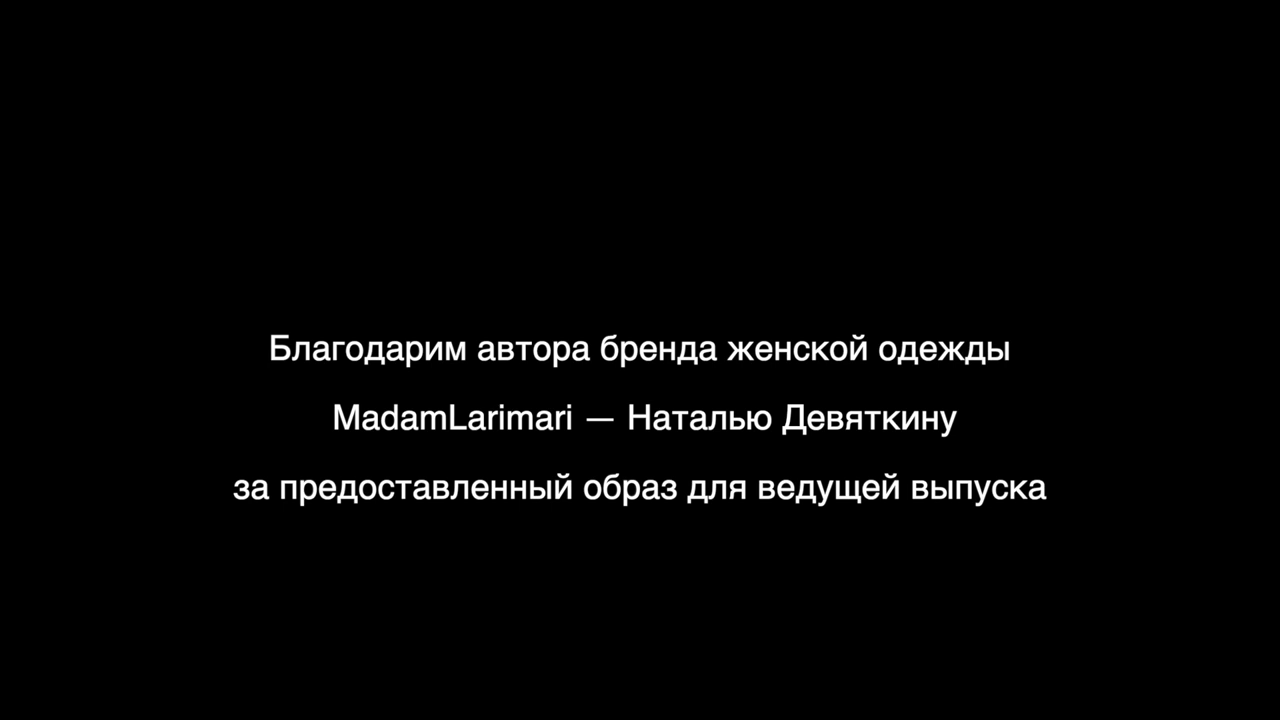 Благодарим автора бренда женской одежды
MadamLarimari — Наталью Девяткину
за предоставленный образ для ведущей выпуска